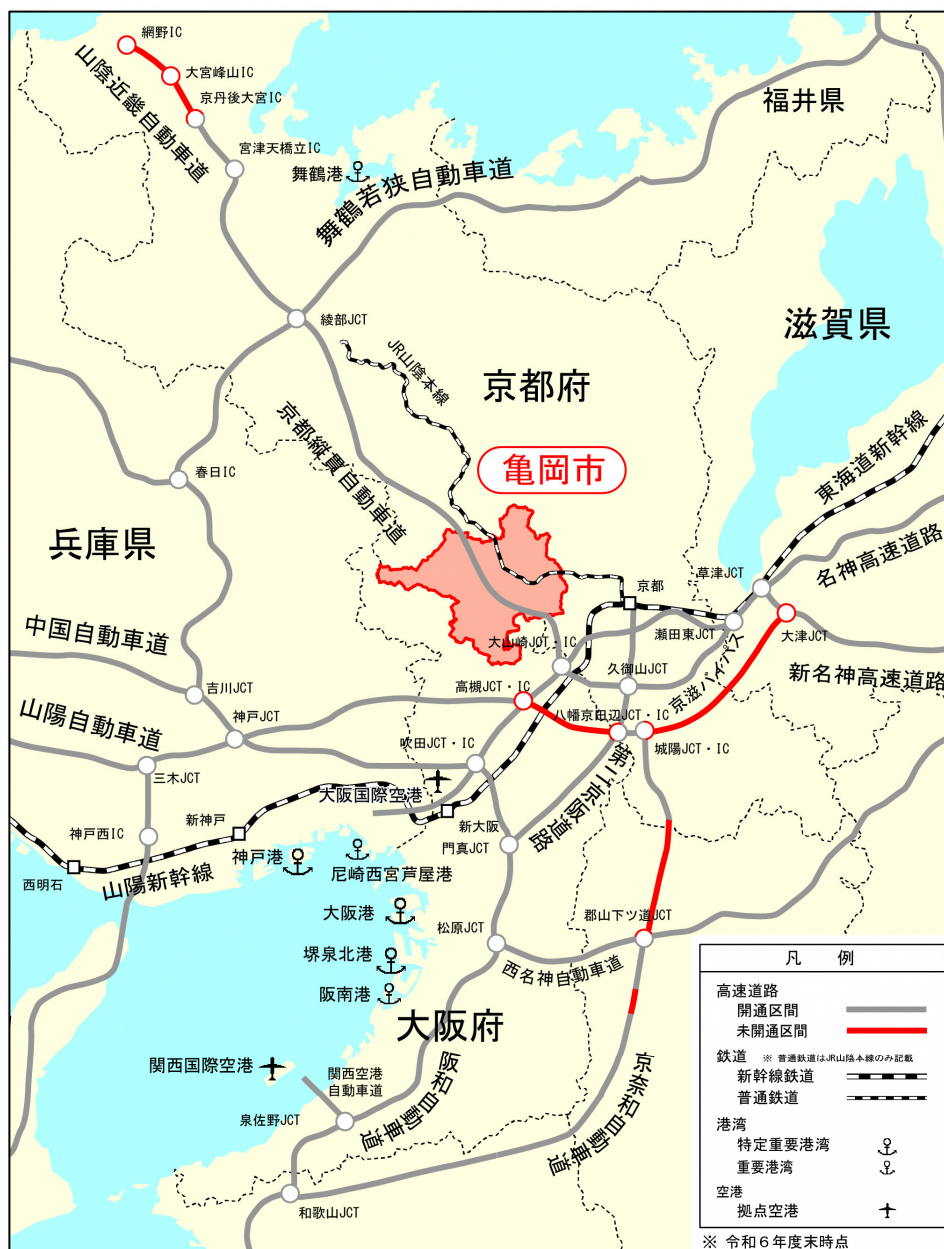 網野IC
大宮峰山IC
京丹後大宮IC
山陰近畿自動車道
宮津天橋立IC
舞鶴港
舞鶴若狭自動車道
福井県
綾部JCT
滋賀県
JR山陰本線
京都府
京都縦貫自動車道
亀岡市
東海道新幹線
春日IC
兵庫県
名神高速道路
草津JCT
京都
瀬田東JCT
大津JCT
中国自動車道
大山崎JCT・IC
久御山JCT
京滋バイパス
新名神高速道路
吉川JCT
高槻JCT・IC
山陽自動車道
神戸JCT
八幡京田辺JCT・IC
城陽JCT・IC
吹田JCT・IC
三木JCT
大阪国際空港
第二京阪道路
新大阪
神戸西IC
新神戸
門真JCT
神戸港
尼崎西宮芦屋港
西明石
山陽新幹線
大阪港
松原JCT
郡山下ツ道JCT
堺泉北港
西名神自動車道
阪南港
大阪府
関西国際空港
関西空港
自動車道
阪和自動車道
京奈和自動車道
泉佐野JCT
和歌山JCT
凡　例
高速道路
開通区間
未開通区間
鉄道 ※ 普通鉄道はJR山陰本線のみ記載
新幹線鉄道
普通鉄道
港湾
特定重要港湾
重要港湾
空港
拠点空港
※ 令和６年度末時点